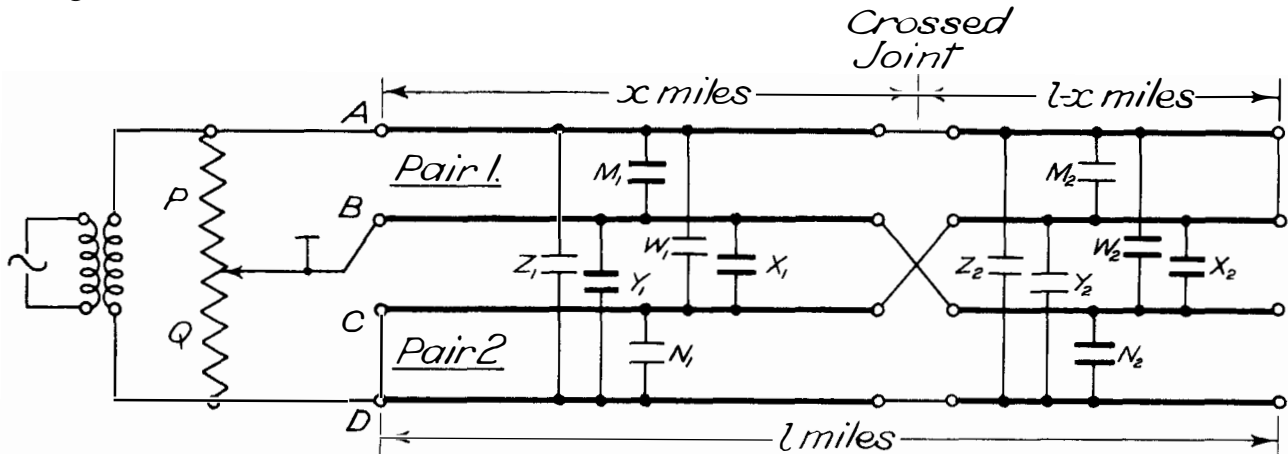 Crossed
Joint
x miles
l-x miles
A
P
Pair 1.
M₁
M₂
B
Z₁
Y₁
W₁
X₁
Z₂
Y₂
W₂
X₂
Q
C
Pair 2
N₁
N₂
D
l miles